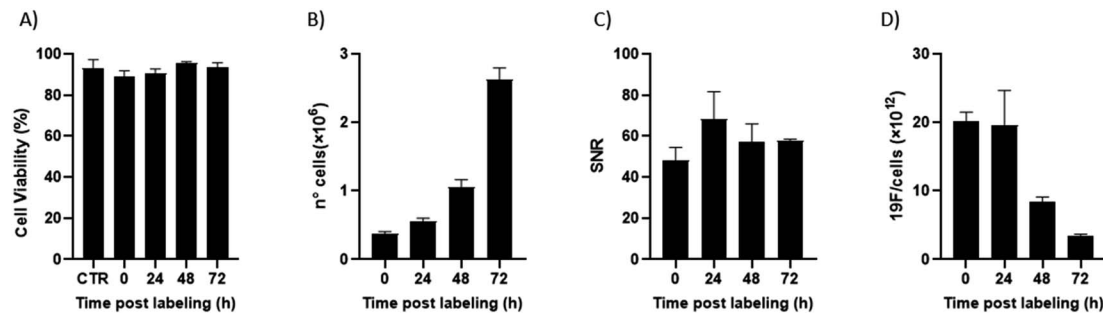 A)
Cell Viability (%)
100
80
60
40
20
0
CTR 0 24 48 72
Time post labeling (h)
B)
n° cells(×10⁶)
3
2
1
0
0 24 48 72
Time post labeling (h)
C)
SNR
100
80
60
40
20
0
0 24 48 72
Time post labeling (h)
D)
19F/cells (×10¹²)
30
20
10
0
0 24 48 72
Time post labeling (h)